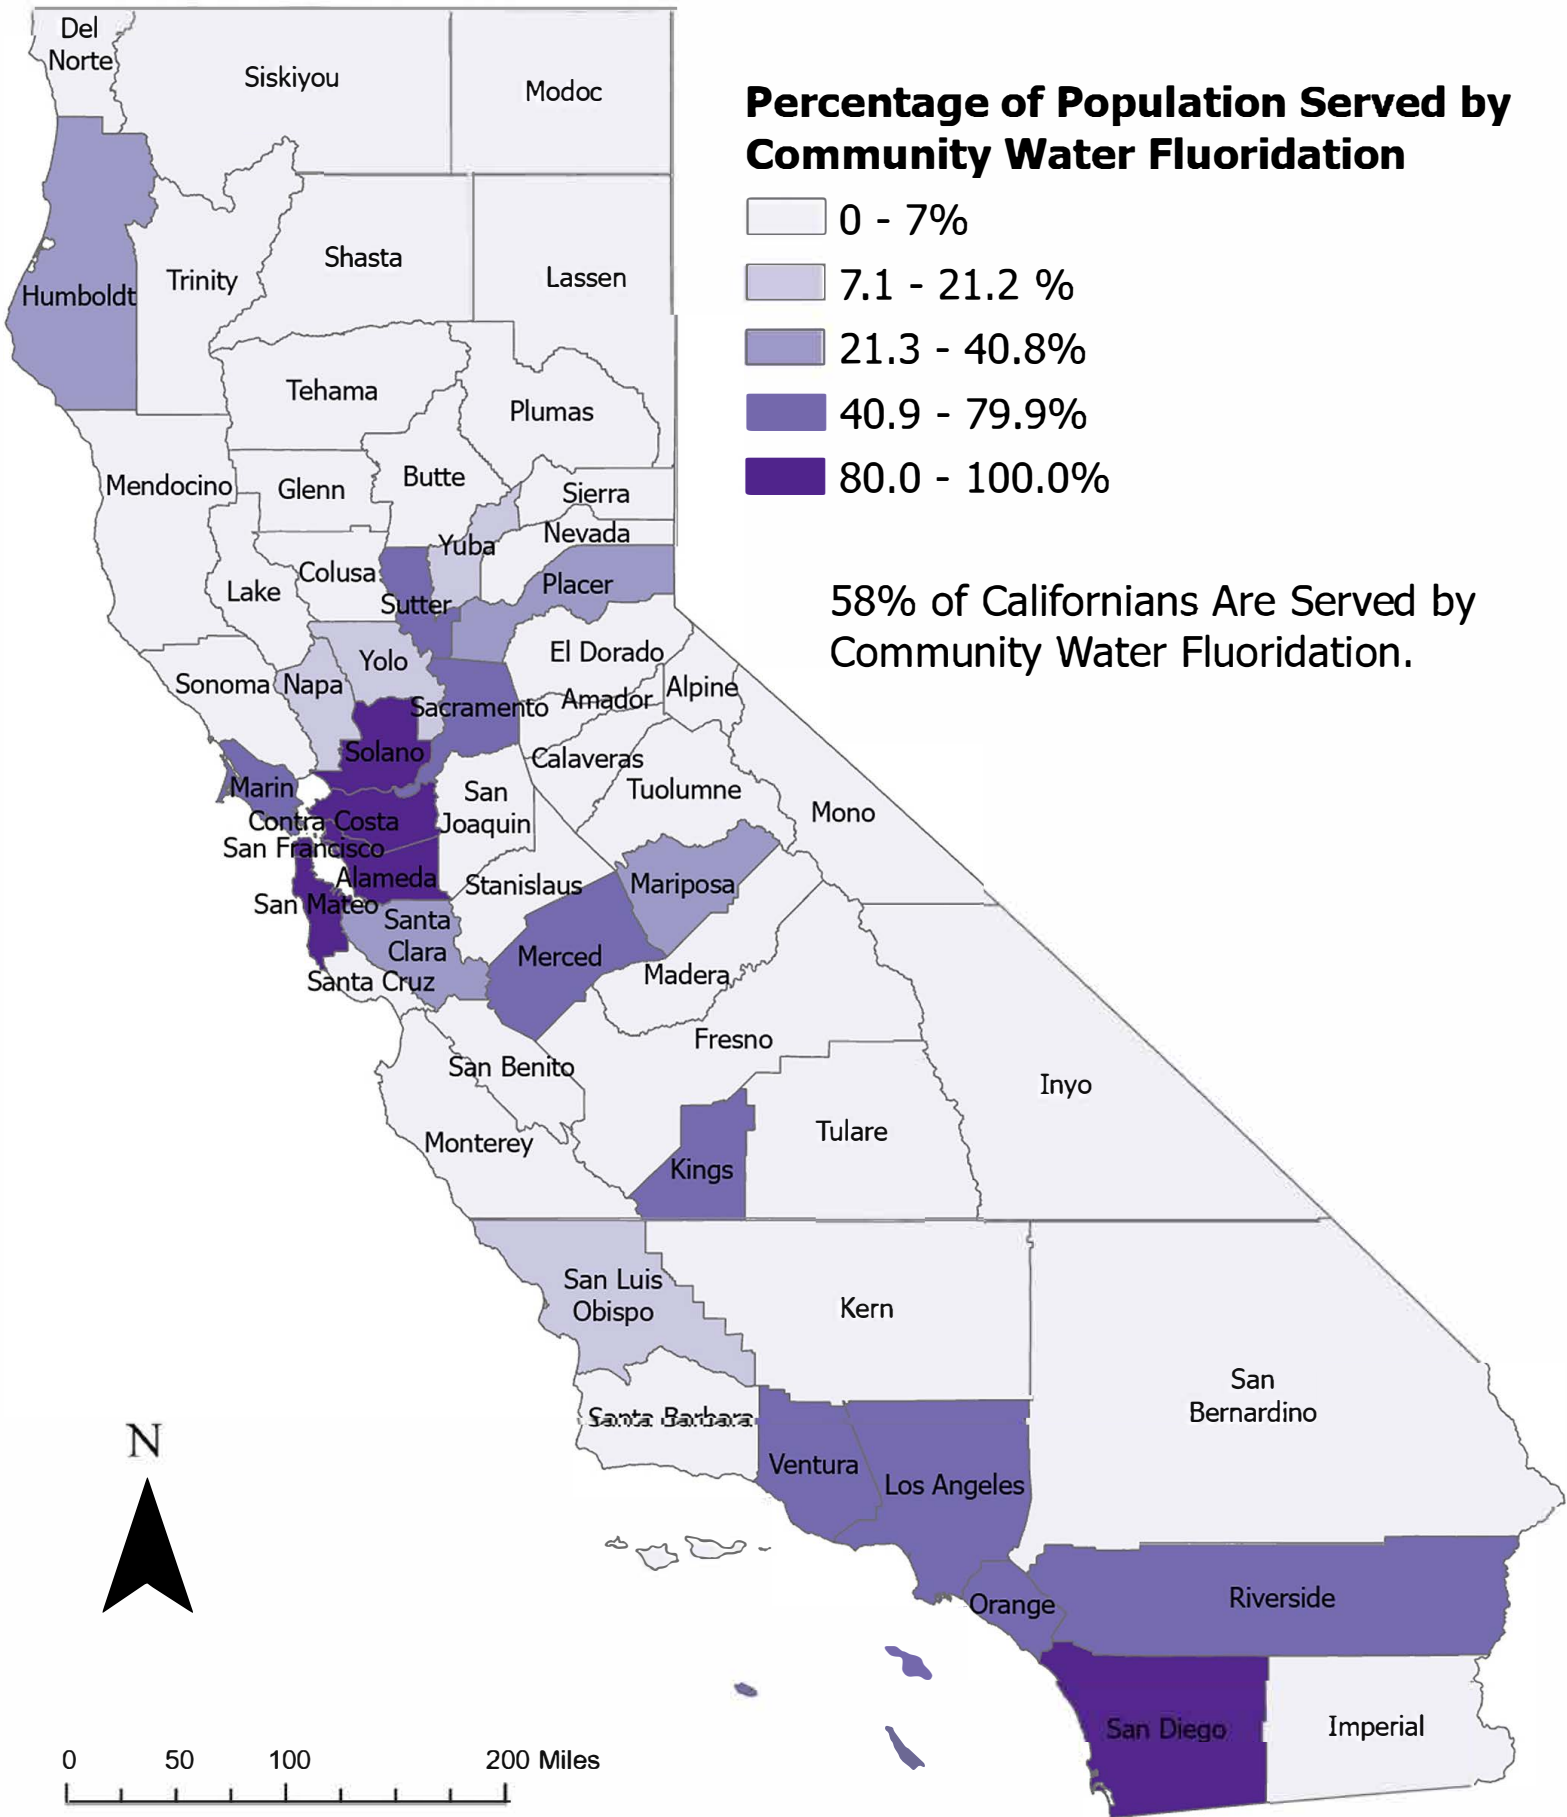 Del
Norte
Siskiyou
Modoc
Percentage of Population Served by
Community Water Fluoridation
0 - 7%
7.1 - 21.2 %
21.3 - 40.8%
40.9 - 79.9%
80.0 - 100.0%
58% of Californians Are Served by
Community Water Fluoridation.
Humboldt
Trinity
Shasta
Lassen
Tehama
Plumas
Mendocino
Glenn
Butte
Sierra
Nevada
Yuba
Colusa
Lake
Placer
Sutter
El Dorado
Yolo
Sonoma
Napa
Alpine
Amador
Sacramento
Solano
Calaveras
Marin
San
Joaquin
Tuolumne
Mono
Contra Costa
San Francisco
Alameda
Stanislaus
Mariposa
San Mateo
Santa
Clara
Merced
Santa Cruz
Madera
Fresno
San Benito
Inyo
Monterey
Tulare
Kings
San Luis
Obispo
Kern
San
Bernardino
Santa Barbara
Ventura
Los Angeles
Orange
Riverside
San Diego
Imperial
N
0 50 100 200 Miles